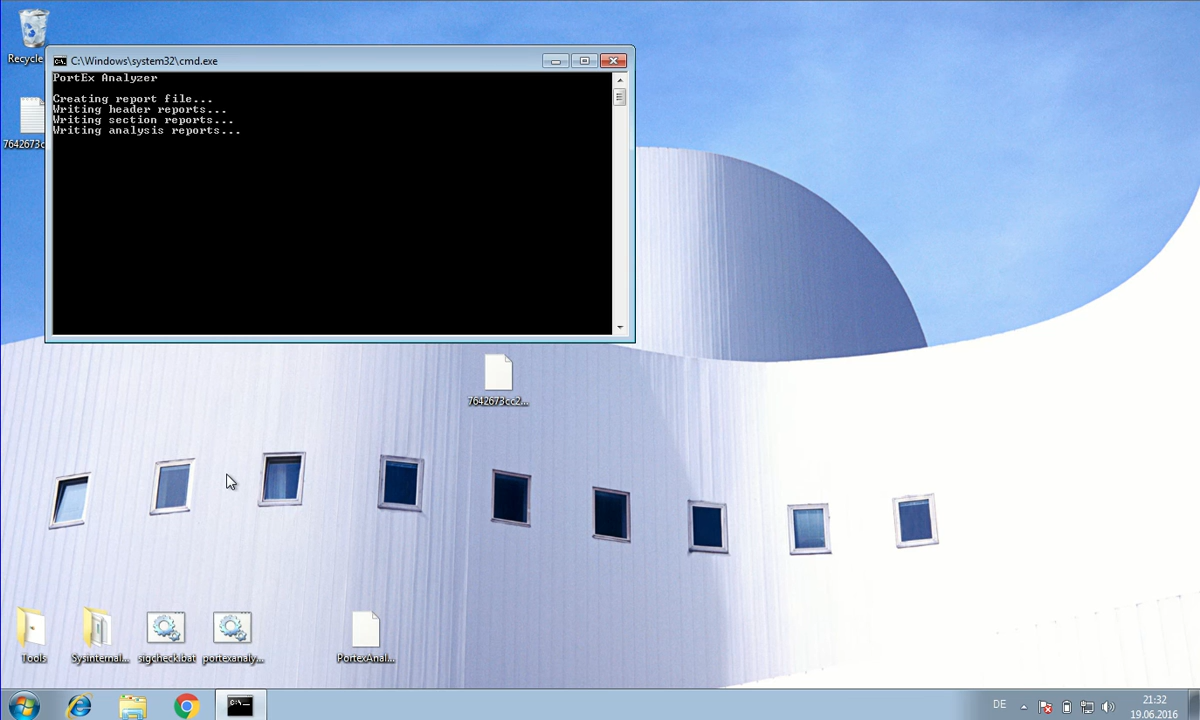 Recycle
C:\Windows\system32\cmd.exe
PortEx Analyzer
Creating report file...
Writing header reports...
Writing section reports...
Writing analysis reports...
7642673c
7642673cc2...
Tools
Sysinternal...
sigcheck.bat
portexanaly...
PortexAnal...
DE
21:32
19.06.2016